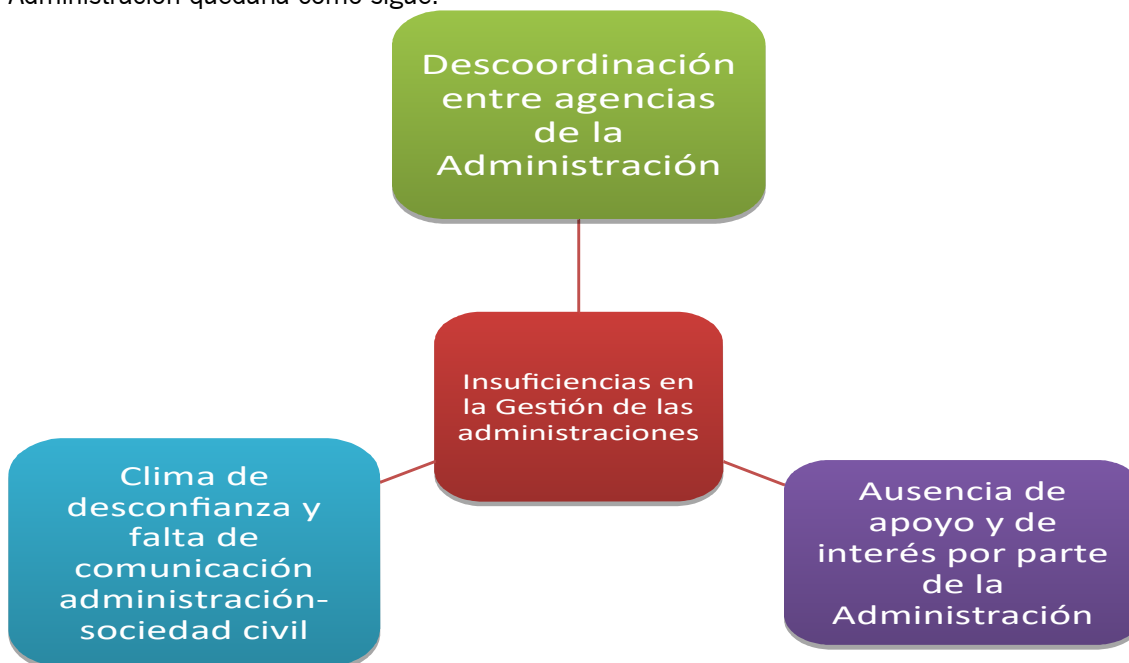 Administración quedaría como sigue:
Descoordinación
entre agencias
de la
Administración
Insuficiencias en
la Gestión de las
administraciones
Clima de
desconfianza y
falta de
comunicación
administración-
sociedad civil
Ausencia de
apoyo y de
interés por parte
de la
Administración